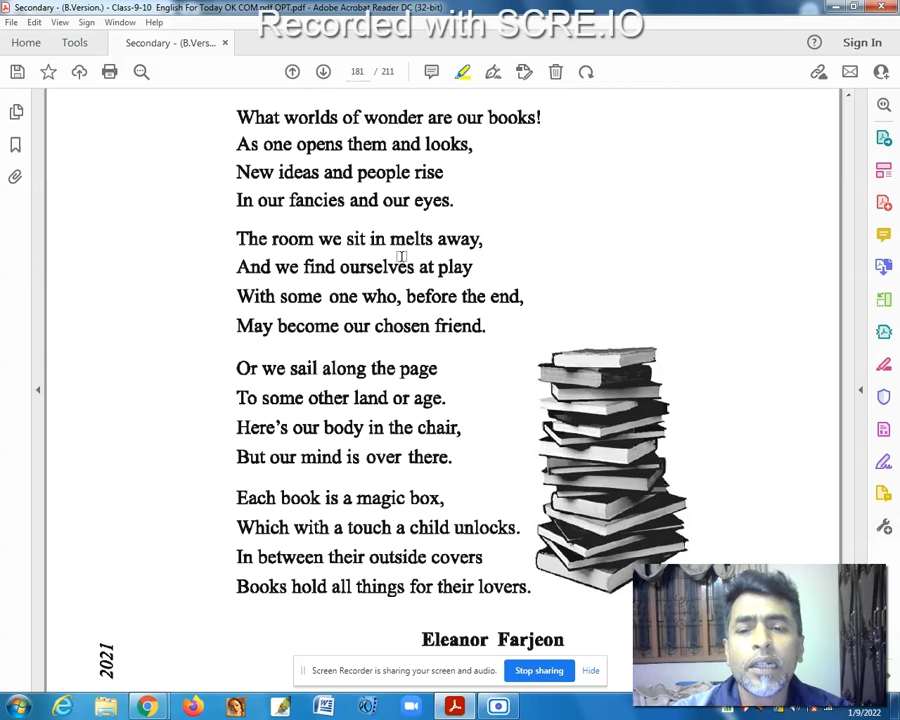 Secondary - (B.Version.) - Class-9-10 English For Today OK COM.pdf OPT.pdf - Adobe Acrobat Reader DC (32-bit)
File Edit View Sign Window Help
Recorded with SCRE.IO
Home Tools Secondary - (B.Vers... × Sign In
181 / 211
What worlds of wonder are our books!
As one opens them and looks,
New ideas and people rise
In our fancies and our eyes.
The room we sit in melts away,
And we find ourselves at play
With some one who, before the end,
May become our chosen friend.
Or we sail along the page
To some other land or age.
Here's our body in the chair,
But our mind is over there.
Each book is a magic box,
Which with a touch a child unlocks.
In between their outside covers
Books hold all things for their lovers.
Eleanor Farjeon
2021
Screen Recorder is sharing your screen and audio. Stop sharing Hide
1/9/2022